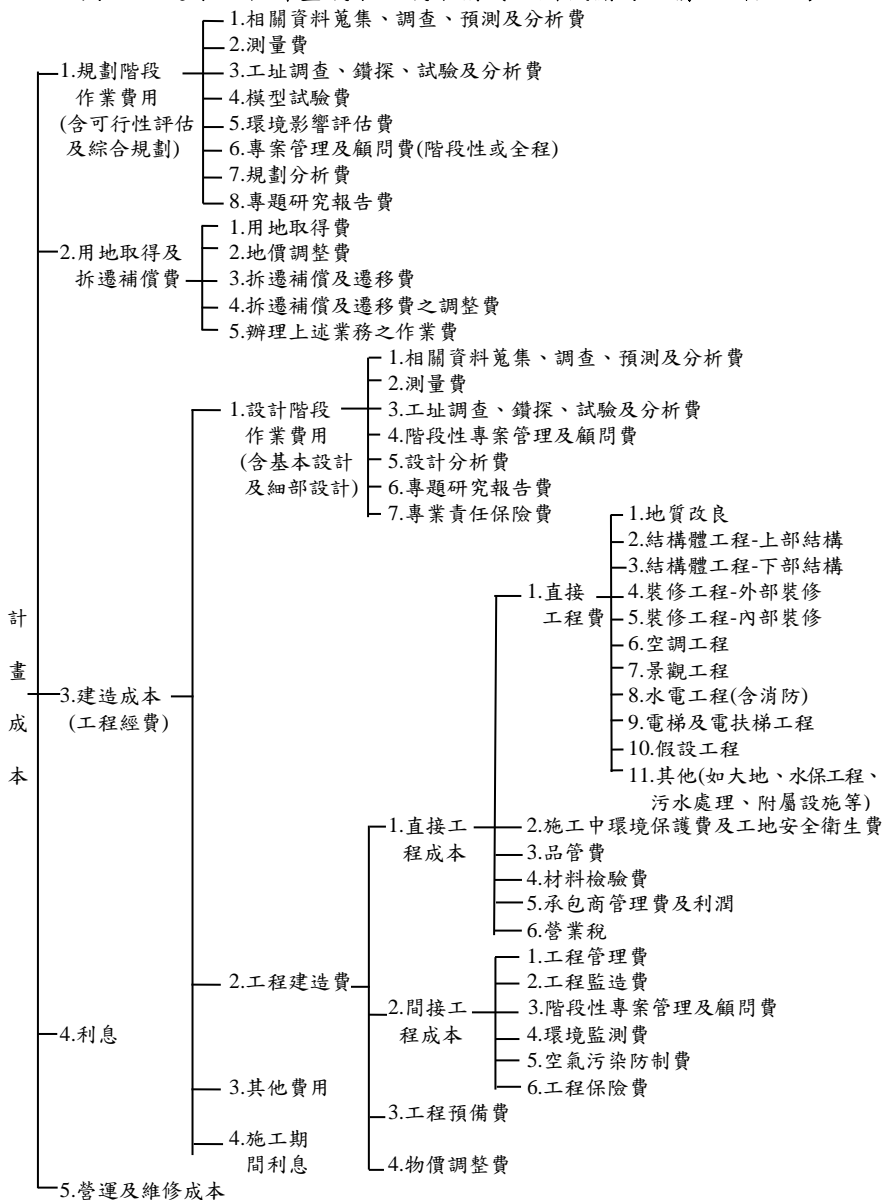 計畫成本
1.規劃階段
作業費用
(含可行性評估
及綜合規劃)
1.相關資料蒐集、調查、預測及分析費
2.測量費
3.工址調查、鑽探、試驗及分析費
4.模型試驗費
5.環境影響評估費
6.專案管理及顧問費(階段性或全程)
7.規劃分析費
8.專題研究報告費
2.用地取得及
拆遷補償費
1.用地取得費
2.地價調整費
3.拆遷補償及遷移費
4.拆遷補償及遷移費之調整費
5.辦理上述業務之作業費
3.建造成本
(工程經費)
1.設計階段
作業費用
(含基本設計
及細部設計)
1.相關資料蒐集、調查、預測及分析費
2.測量費
3.工址調查、鑽探、試驗及分析費
4.階段性專案管理及顧問費
5.設計分析費
6.專題研究報告費
7.專業責任保險費
2.工程建造費
1.直接工
程成本
1.直接
工程費
1.地質改良
2.結構體工程-上部結構
3.結構體工程-下部結構
4.裝修工程-外部裝修
5.裝修工程-內部裝修
6.空調工程
7.景觀工程
8.水電工程(含消防)
9.電梯及電扶梯工程
10.假設工程
11.其他(如大地、水保工程、
污水處理、附屬設施等)
2.施工中環境保護費及工地安全衛生費
3.品管費
4.材料檢驗費
5.承包商管理費及利潤
6.營業稅
2.間接工
程成本
1.工程管理費
2.工程監造費
3.階段性專案管理及顧問費
4.環境監測費
5.空氣污染防制費
6.工程保險費
3.工程預備費
4.物價調整費
3.其他費用
4.施工期
間利息
4.利息
5.營運及維修成本